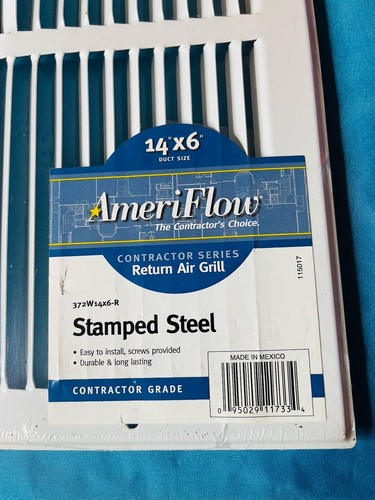 14"x6"
DUCT SIZE
AmeriFlow
The Contractor's Choice.
CONTRACTOR SERIES
Return Air Grill
115017
372W14x6-R
Stamped Steel
• Easy to install, screws provided
• Durable & long lasting
MADE IN MEXICO
CONTRACTOR GRADE
0 95029 11733 4